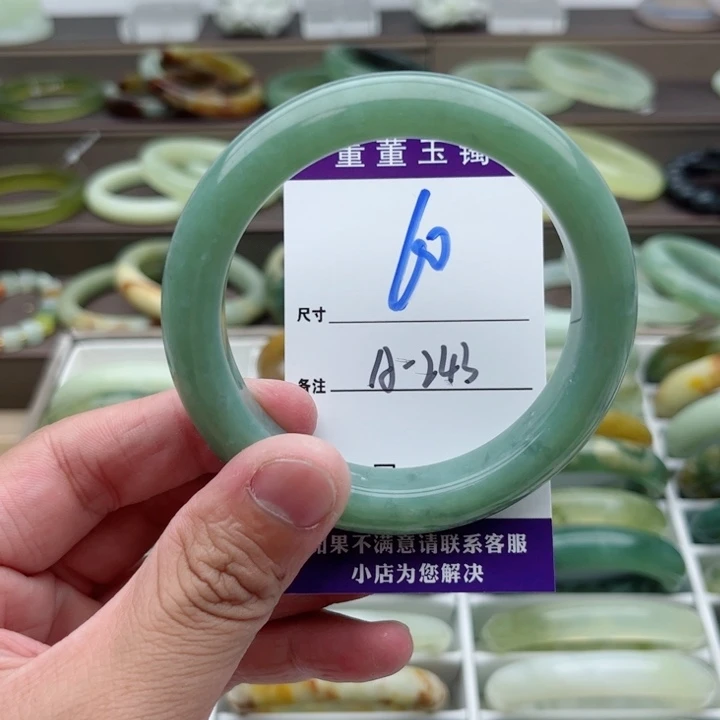 重董玉镯
60
尺寸
A-243
备注
如果不满意请联系客服
小店为您解决